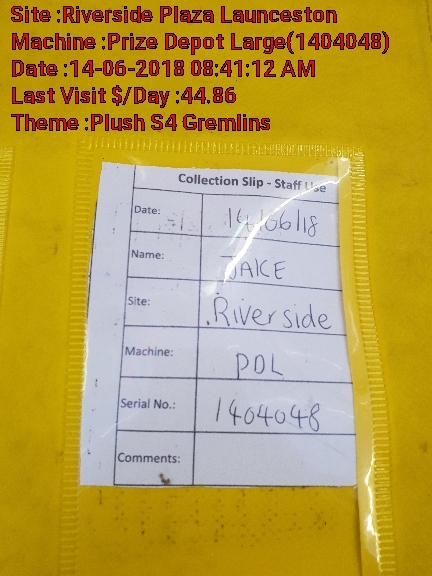 Site :Riverside Plaza Launceston
Machine :Prize Depot Large(1404048)
Date :14-06-2018 08:41:12 AM
Last Visit $/Day :44.86
Theme :Plush S4 Gremlins
Collection Slip - Staff Use
Date: 14/06/18
Name: JAKE
Site: Riverside
Machine: PDL
Serial No.: 1404048
Comments: